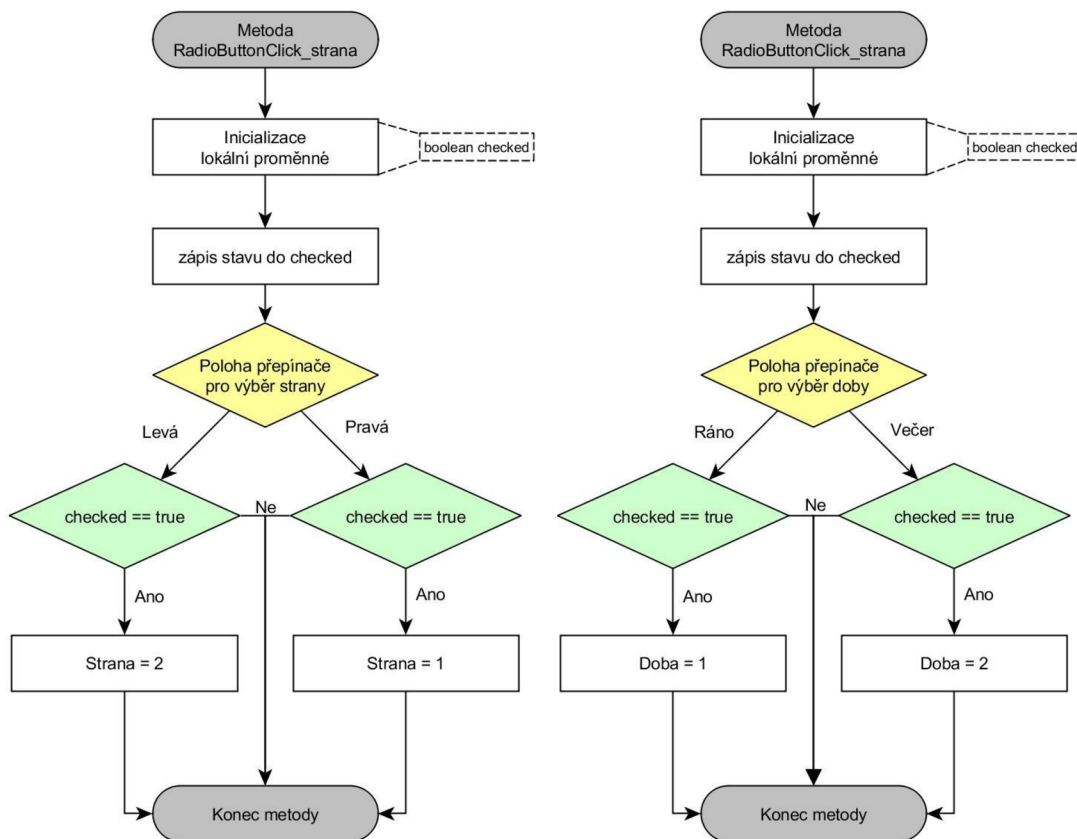 Metoda
RadioButtonClick_strana
Inicializace
lokální proměnné
boolean checked
zápis stavu do checked
Poloha přepínače
pro výběr strany
Levá
Pravá
checked == true
Ne
checked == true
Ano
Ano
Strana = 2
Strana = 1
Konec metody
Metoda
RadioButtonClick_strana
Inicializace
lokální proměnné
boolean checked
zápis stavu do checked
Poloha přepínače
pro výběr doby
Ráno
Večer
checked == true
Ne
checked == true
Ano
Ano
Doba = 1
Doba = 2
Konec metody